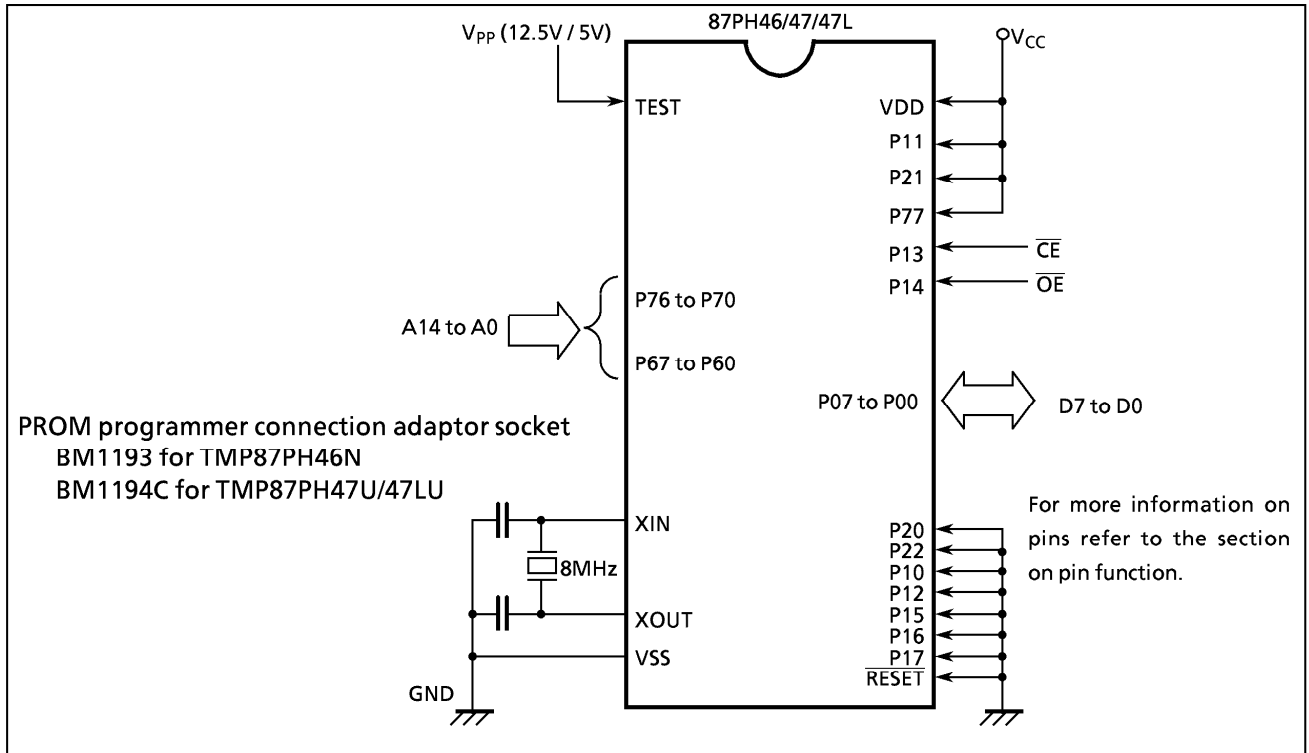 87PH46/47/47L
VPP (12.5V / 5V)
VCC
TEST
VDD
P11
P21
P77
P13
CE
P14
OE
P76 to P70
A14 to A0
P67 to P60
P07 to P00
D7 to D0
PROM programmer connection adaptor socket
BM1193 for TMP87PH46N
BM1194C for TMP87PH47U/47LU
XIN
8MHz
XOUT
VSS
GND
P20
P22
P10
P12
P15
P16
P17
RESET
For more information on
pins refer to the section
on pin function.